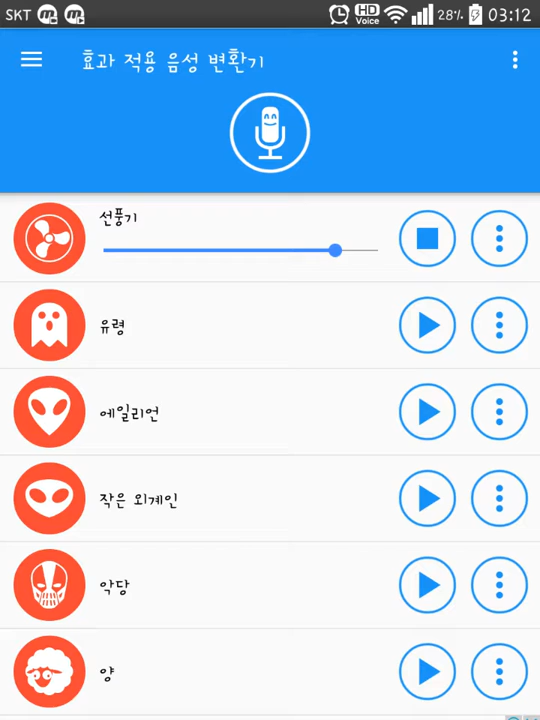 SKT HD Voice 28% 03:12
효과 적용 음성 변환기
선풍기
유령
에일리언
작은 외계인
악당
양